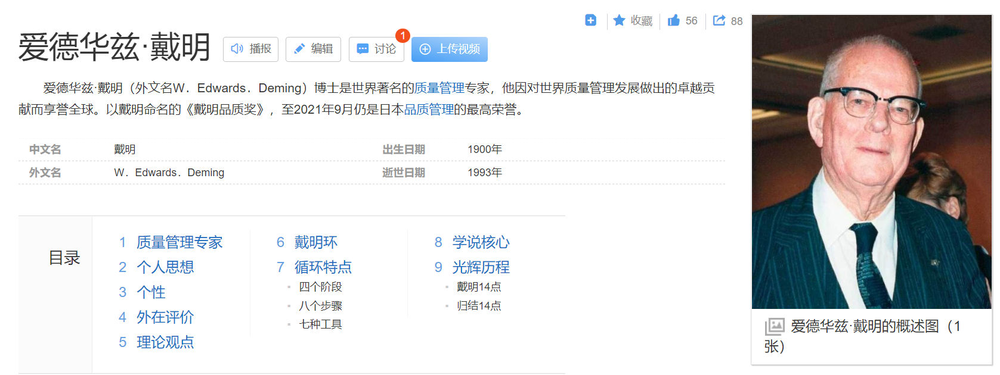 收藏 56 88
爱德华兹·戴明 播报 编辑 讨论 1 上传视频
爱德华兹·戴明（外文名W．Edwards．Deming）博士是世界著名的质量管理专家，他因对世界质量管理发展做出的卓越贡
献而享誉全球。以戴明命名的《戴明品质奖》，至2021年9月仍是日本品质管理的最高荣誉。
中文名 戴明 出生日期 1900年
外文名 W．Edwards．Deming 逝世日期 1993年
目录
1 质量管理专家
2 个人思想
3 个性
4 外在评价
5 理论观点
6 戴明环
7 循环特点
四个阶段
八个步骤
七种工具
8 学说核心
9 光辉历程
戴明14点
归结14点
爱德华兹·戴明的概述图（1
张）